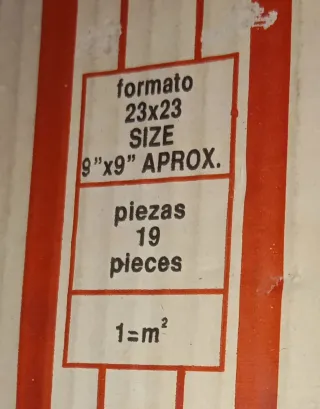 formato
23x23
SIZE
9"x9" APROX.
piezas
19
pieces
1=m²